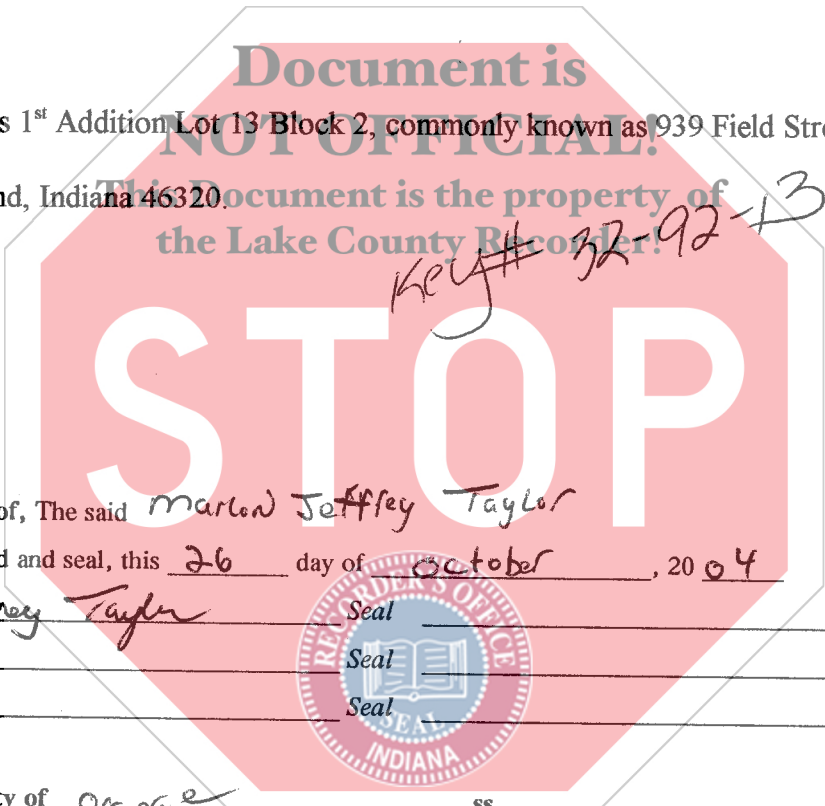 Document is
s 1st Addition Lot 13 Block 2, commonly known as 939 Field Stre
NOT OFFICIAL!
nd, Indiana 46320.
This Document is the property of
the Lake County Recorder!
Key# 32-92-13
STOP
of, The said Marlon Jeffrey Taylor
d and seal, this 26 day of october, 20 04
rey Taylor Seal
Seal
Seal
RECORDER'S OFFICE
SEAL
INDIANA
ty of Orange ss